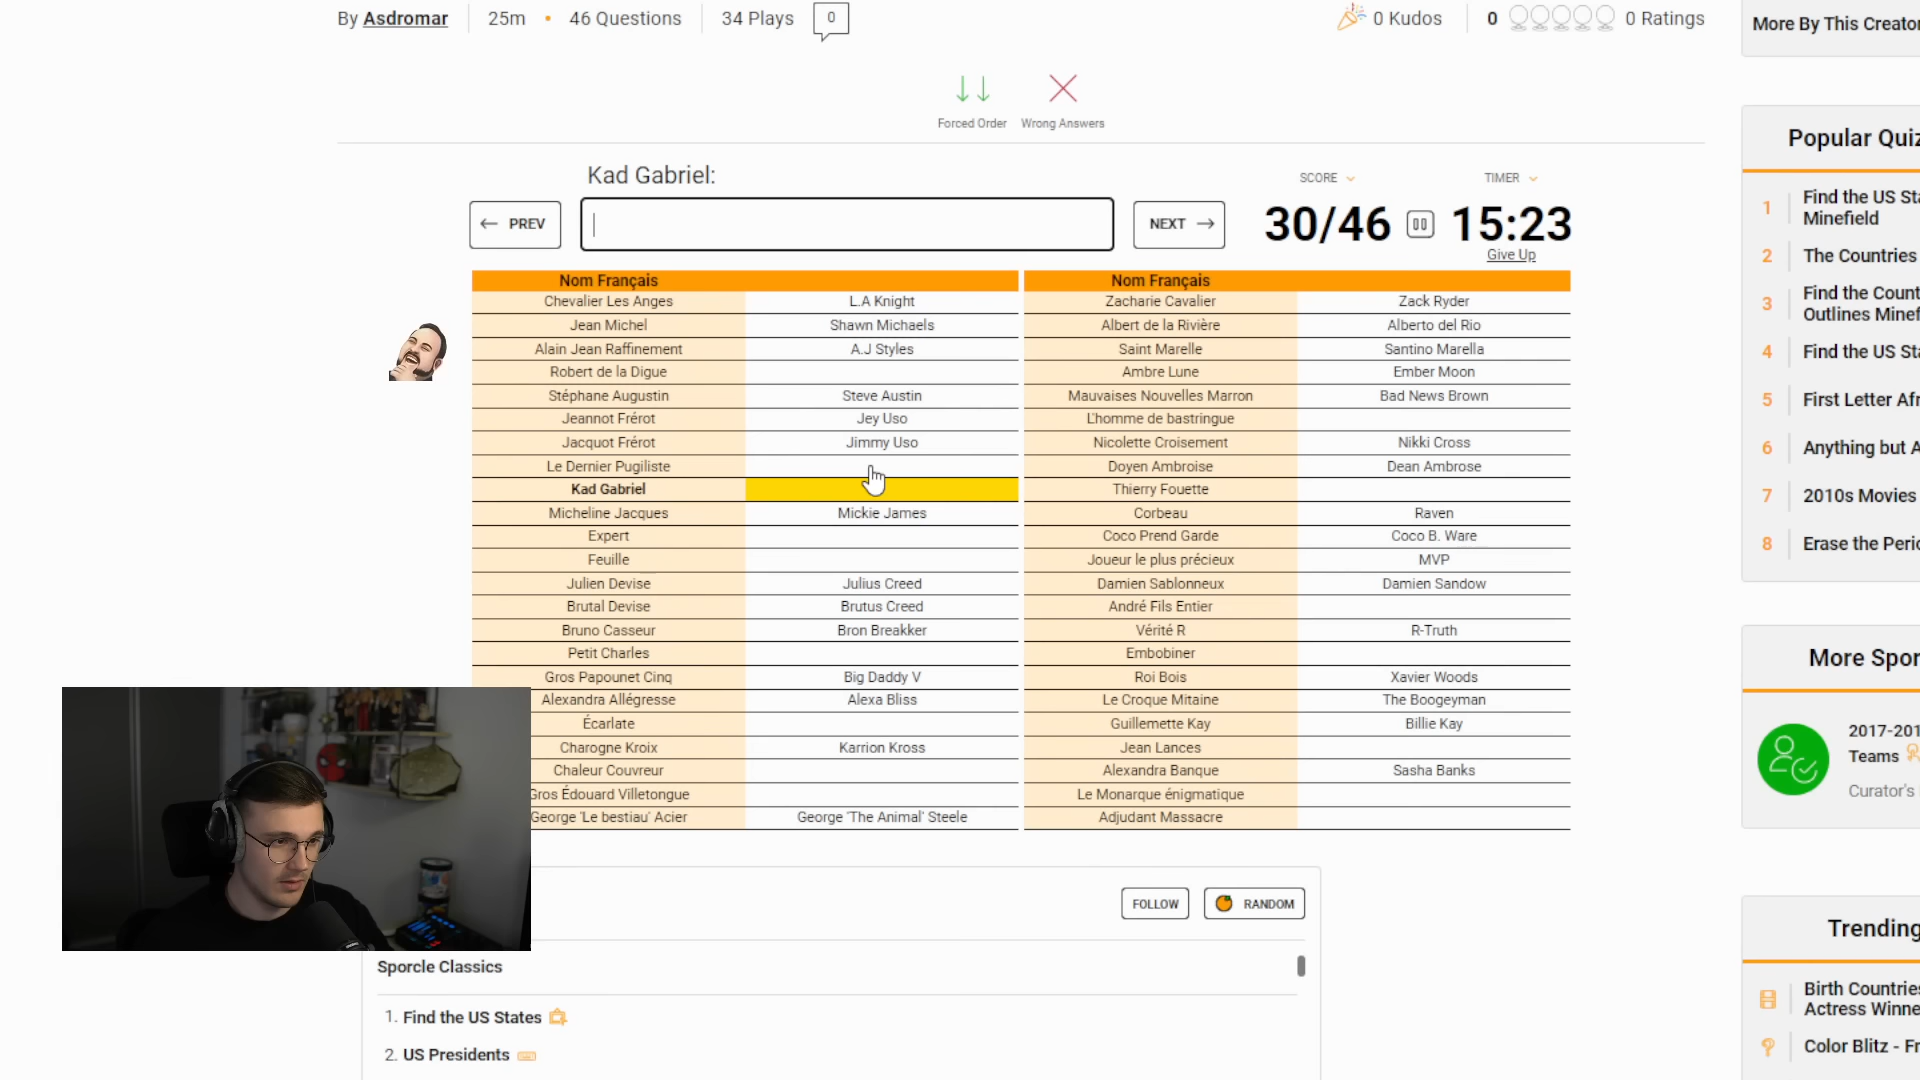 By Asdromar
25m • 46 Questions
34 Plays
0
0 Kudos
0
0 Ratings
More By This Creator
Forced Order
Wrong Answers
Kad Gabriel:
← PREV
NEXT →
SCORE
30/46
TIMER
15:23
Give Up
Nom Français
Chevalier Les Anges L.A Knight
Jean Michel Shawn Michaels
Alain Jean Raffinement A.J Styles
Robert de la Digue
Stéphane Augustin Steve Austin
Jeannot Frérot Jey Uso
Jacquot Frérot Jimmy Uso
Le Dernier Pugiliste
Kad Gabriel
Micheline Jacques Mickie James
Expert
Feuille
Julien Devise Julius Creed
Brutal Devise Brutus Creed
Bruno Casseur Bron Breakker
Petit Charles
Gros Papounet Cinq Big Daddy V
Alexandra Allégresse Alexa Bliss
Écarlate
Charogne Kroix Karrion Kross
Chaleur Couvreur
Gros Édouard Villetongue
George 'Le bestiau' Acier George 'The Animal' Steele
Nom Français
Zacharie Cavalier Zack Ryder
Albert de la Rivière Alberto del Rio
Saint Marelle Santino Marella
Ambre Lune Ember Moon
Mauvaises Nouvelles Marron Bad News Brown
L'homme de bastringue
Nicolette Croisement Nikki Cross
Doyen Ambroise Dean Ambrose
Thierry Fouette
Corbeau Raven
Coco Prend Garde Coco B. Ware
Joueur le plus précieux MVP
Damien Sablonneux Damien Sandow
André Fils Entier
Vérité R R-Truth
Embobiner
Roi Bois Xavier Woods
Le Croque Mitaine The Boogeyman
Guillemette Kay Billie Kay
Jean Lances
Alexandra Banque Sasha Banks
Le Monarque énigmatique
Adjudant Massacre
FOLLOW
RANDOM
Sporcle Classics
1. Find the US States
2. US Presidents
Popular Quiz
1 Find the US Sta
Minefield
2 The Countries
3 Find the Count
Outlines Minef
4 Find the US Sta
5 First Letter Afr
6 Anything but A
7 2010s Movies
8 Erase the Perio
More Spor
2017-201
Teams
Curator's
Trending
Birth Countries
Actress Winne
Color Blitz - Fr